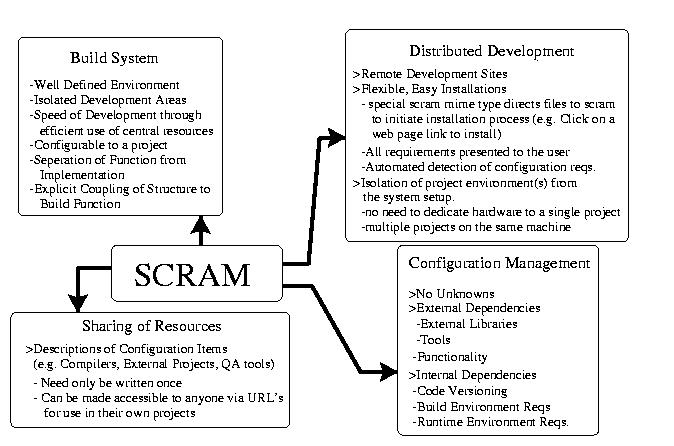 Build System
-Well Defined Environment
-Isolated Development Areas
-Speed of Development through
efficient use of central resources
-Configurable to a project
-Seperation of Function from
Implementation
-Explicit Coupling of Structure to
Build Function
Distributed Development
>Remote Development Sites
>Flexible, Easy Installations
- special scram mime type directs files to scram
to initiate installation process (e.g. Click on a
web page link to install)
-All requirements presented to the user
-Automated detection of configuration reqs.
>Isolation of project environment(s) from
the system setup.
-no need to dedicate hardware to a single project
-multiple projects on the same machine
SCRAM
Sharing of Resources
>Descriptions of Configuration Items
(e.g. Compilers, External Projects, QA tools)
- Need only be written once
- Can be made accessible to anyone via URL's
for use in their own projects
Configuration Management
>No Unknowns
>External Dependencies
-External Libraries
-Tools
-Functionality
>Internal Dependencies
-Code Versioning
-Build Environment Reqs
-Runtime Environment Reqs.